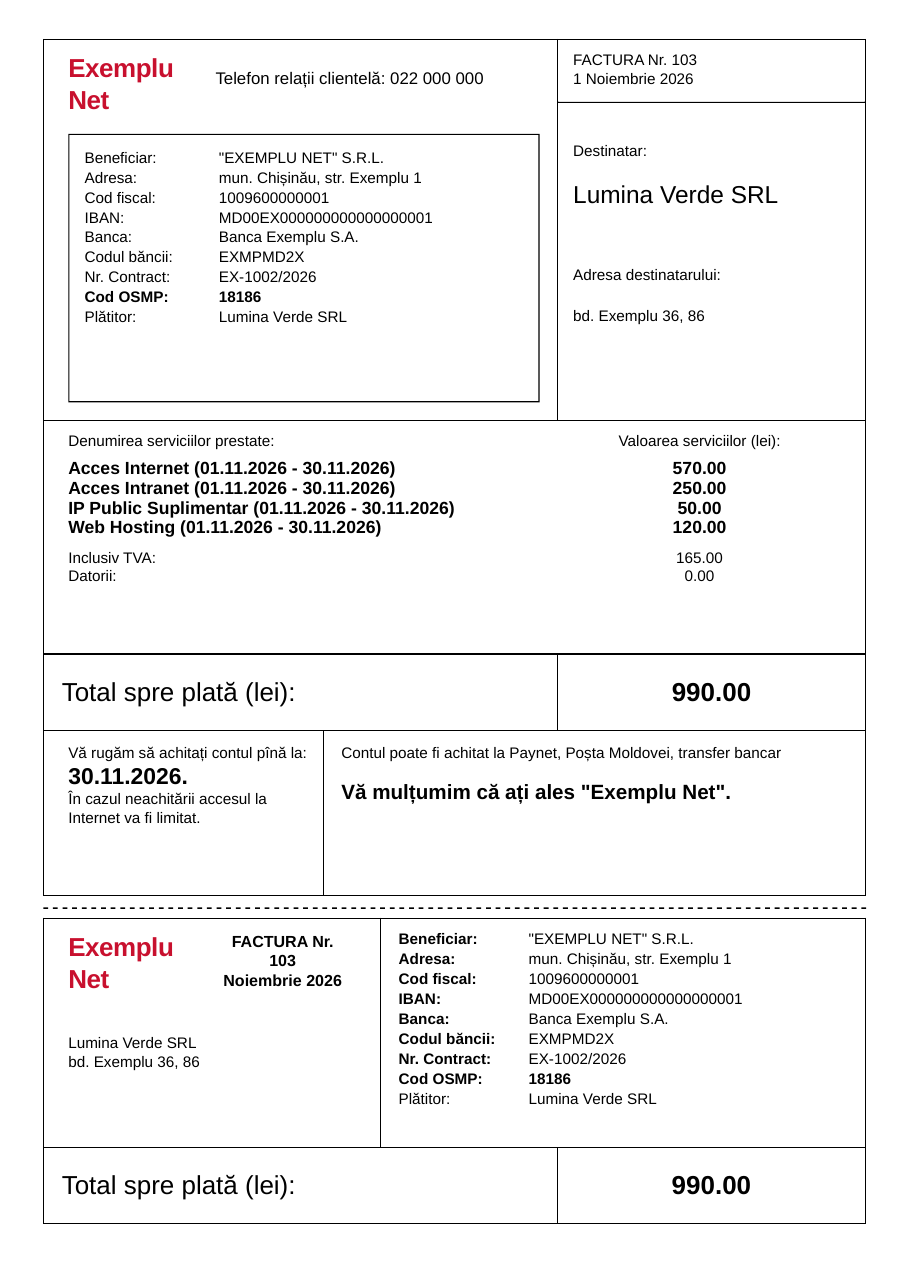 Exemplu
Net
Telefon relații clientelă: 022 000 000
FACTURA Nr. 103
1 Noiembrie 2026
Beneficiar: "EXEMPLU NET" S.R.L.
Adresa: mun. Chișinău, str. Exemplu 1
Cod fiscal: 1009600000001
IBAN: MD00EX000000000000000001
Banca: Banca Exemplu S.A.
Codul băncii: EXMPMD2X
Nr. Contract: EX-1002/2026
Cod OSMP: 18186
Plătitor: Lumina Verde SRL
Destinatar:
Lumina Verde SRL
Adresa destinatarului:
bd. Exemplu 36, 86
Denumirea serviciilor prestate: Valoarea serviciilor (lei):
Acces Internet (01.11.2026 - 30.11.2026) 570.00
Acces Intranet (01.11.2026 - 30.11.2026) 250.00
IP Public Suplimentar (01.11.2026 - 30.11.2026) 50.00
Web Hosting (01.11.2026 - 30.11.2026) 120.00
Inclusiv TVA: 165.00
Datorii: 0.00
Total spre plată (lei): 990.00
Vă rugăm să achitați contul pînă la:
30.11.2026.
În cazul neachitării accesul la
Internet va fi limitat.
Contul poate fi achitat la Paynet, Poșta Moldovei, transfer bancar
Vă mulțumim că ați ales "Exemplu Net".
Exemplu
Net
FACTURA Nr.
103
Noiembrie 2026
Lumina Verde SRL
bd. Exemplu 36, 86
Beneficiar: "EXEMPLU NET" S.R.L.
Adresa: mun. Chișinău, str. Exemplu 1
Cod fiscal: 1009600000001
IBAN: MD00EX000000000000000001
Banca: Banca Exemplu S.A.
Codul băncii: EXMPMD2X
Nr. Contract: EX-1002/2026
Cod OSMP: 18186
Plătitor: Lumina Verde SRL
Total spre plată (lei): 990.00